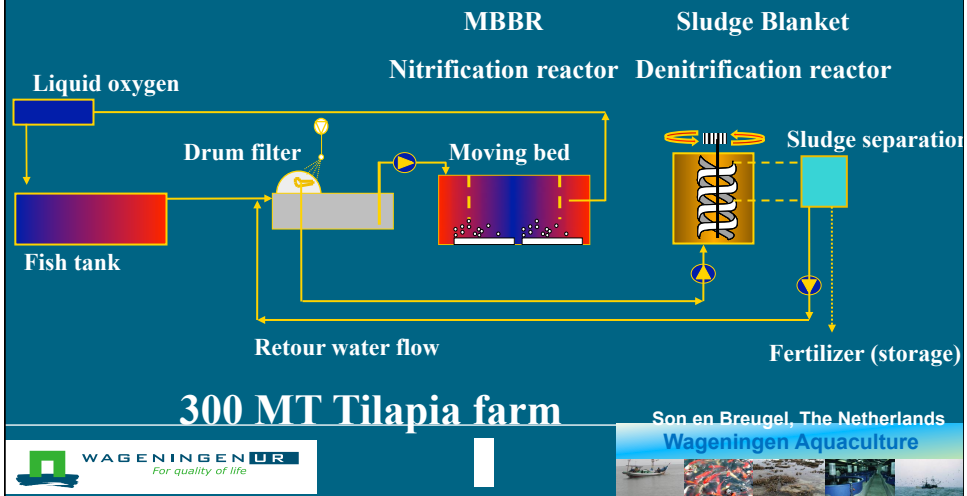 MBBR
Sludge Blanket
Nitrification reactor
Denitrification reactor
Liquid oxygen
Drum filter
Moving bed
Sludge separation
Fish tank
Retour water flow
Fertilizer (storage)
300 MT Tilapia farm
Son en Breugel, The Netherlands
Wageningen Aquaculture
WAGENINGEN UR
For quality of life